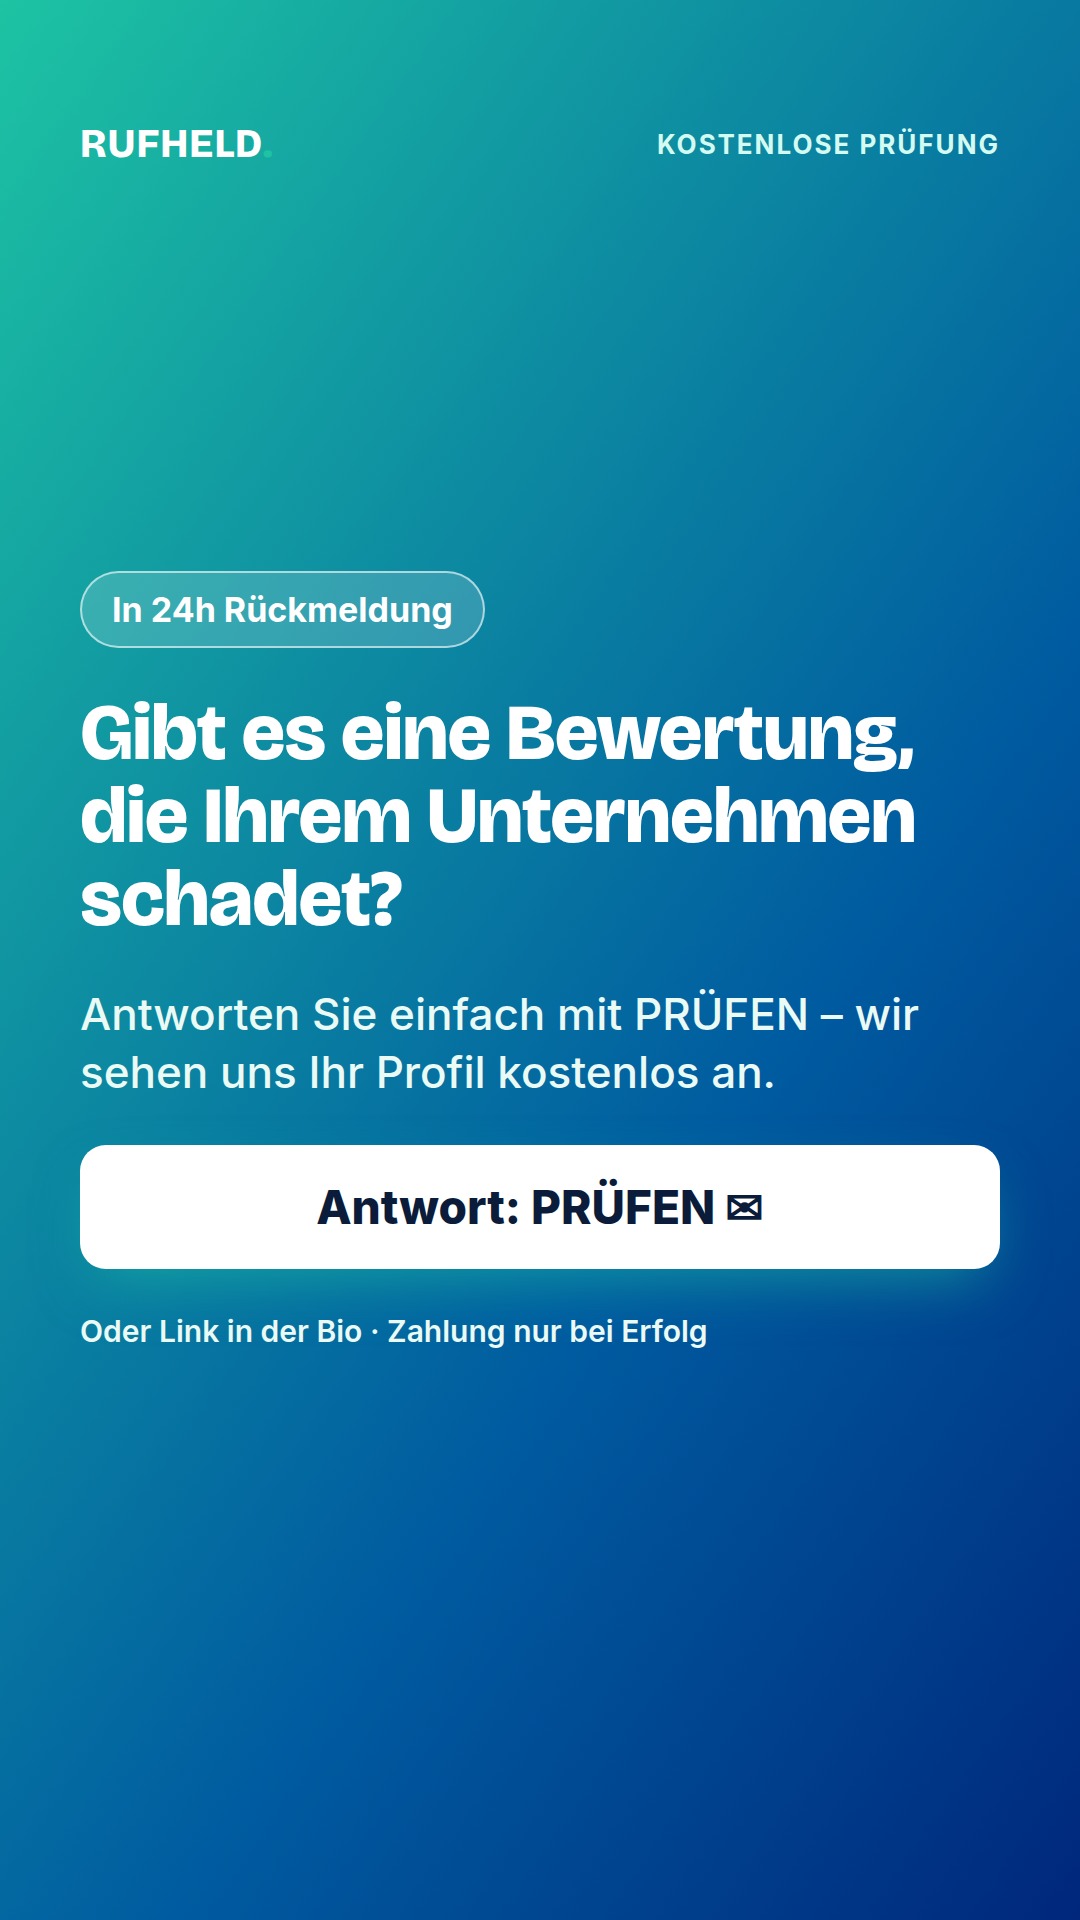 RUFHELD.
KOSTENLOSE PRÜFUNG
In 24h Rückmeldung
Gibt es eine Bewertung,
die Ihrem Unternehmen
schadet?
Antworten Sie einfach mit PRÜFEN – wir
sehen uns Ihr Profil kostenlos an.
Antwort: PRÜFEN ✉
Oder Link in der Bio · Zahlung nur bei Erfolg